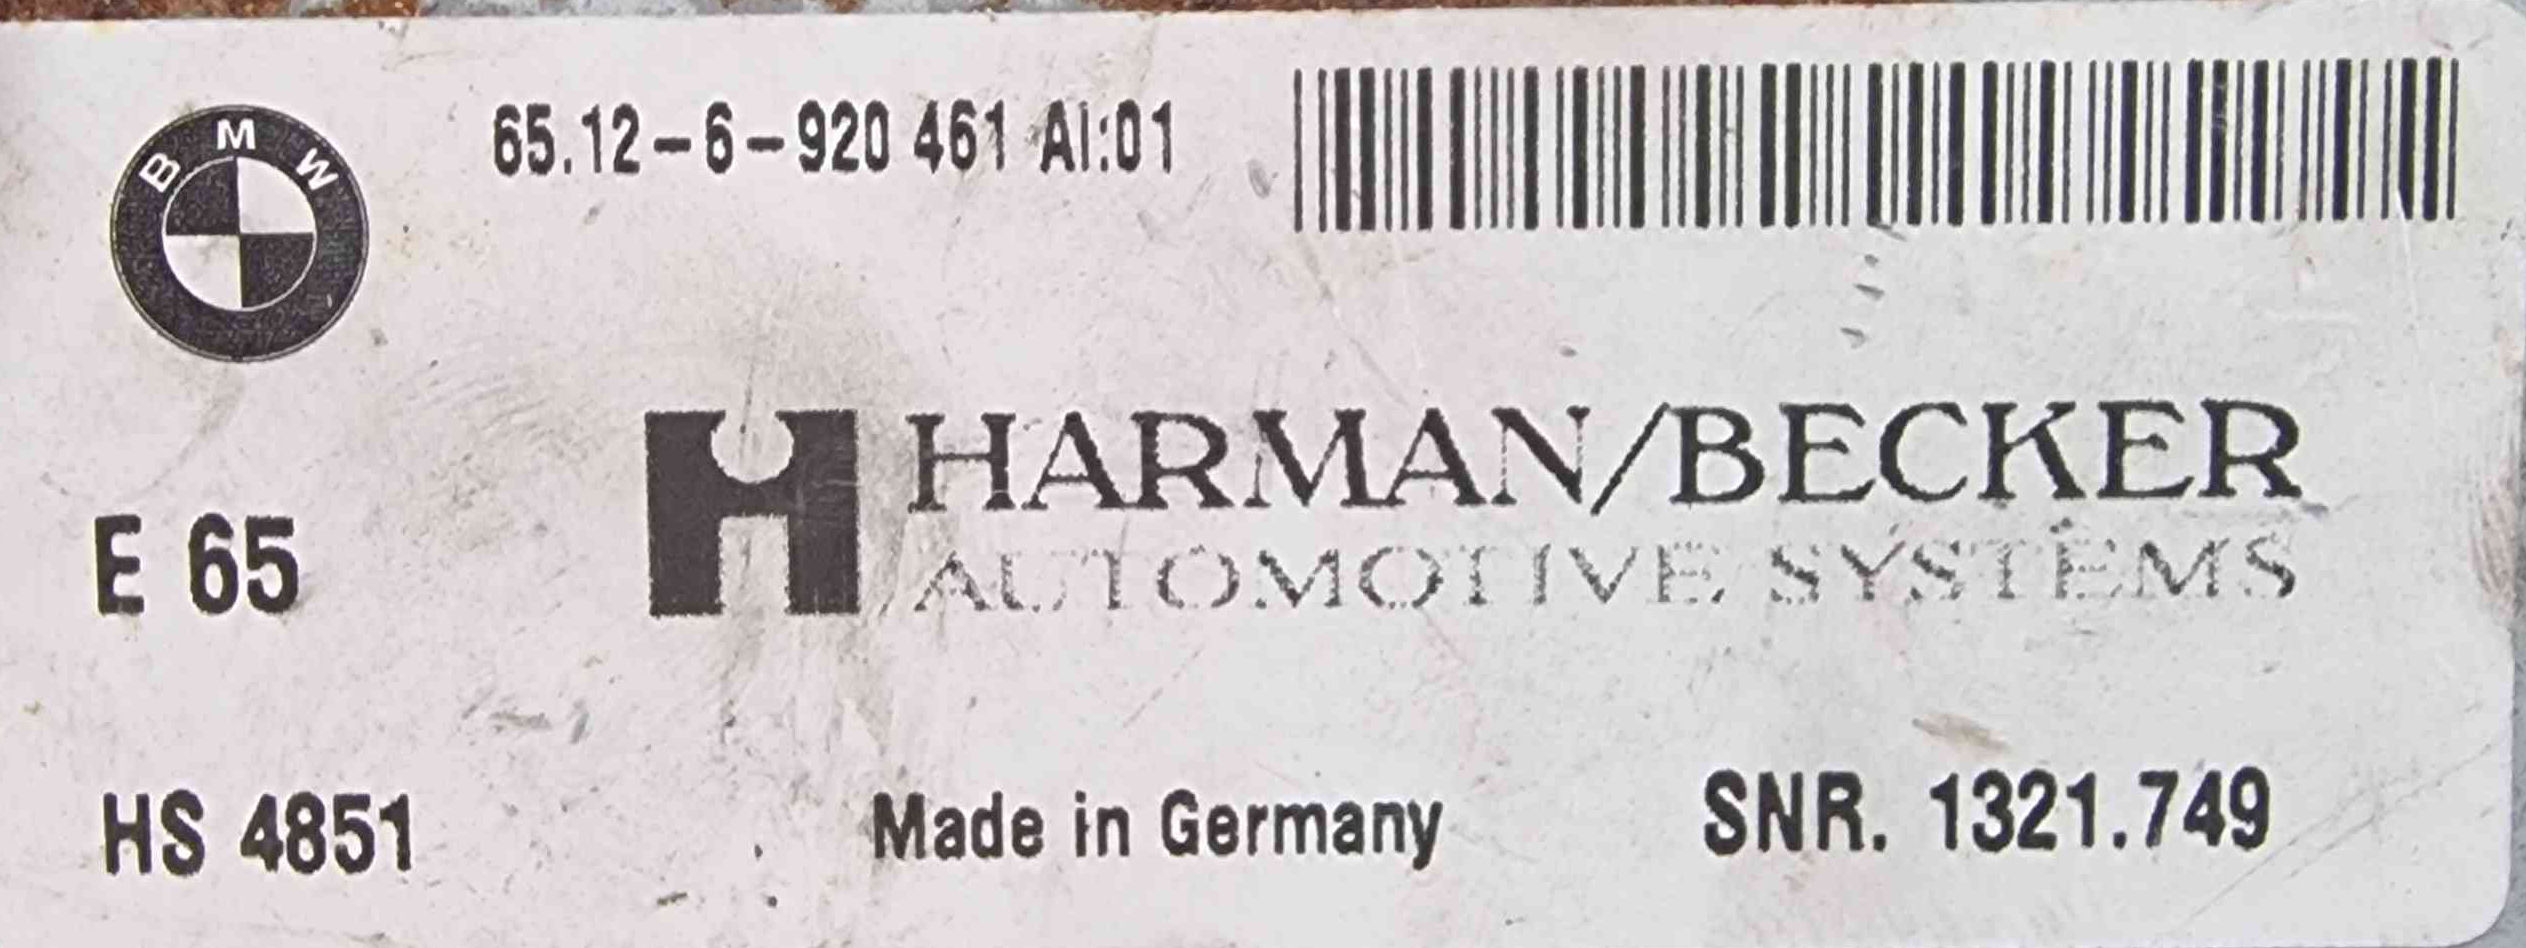 BMW
65.12-6-920 461 AI:01
HARMAN/BECKER
AUTOMOTIVE SYSTEMS
E 65
HS 4851
Made in Germany
SNR. 1321.749